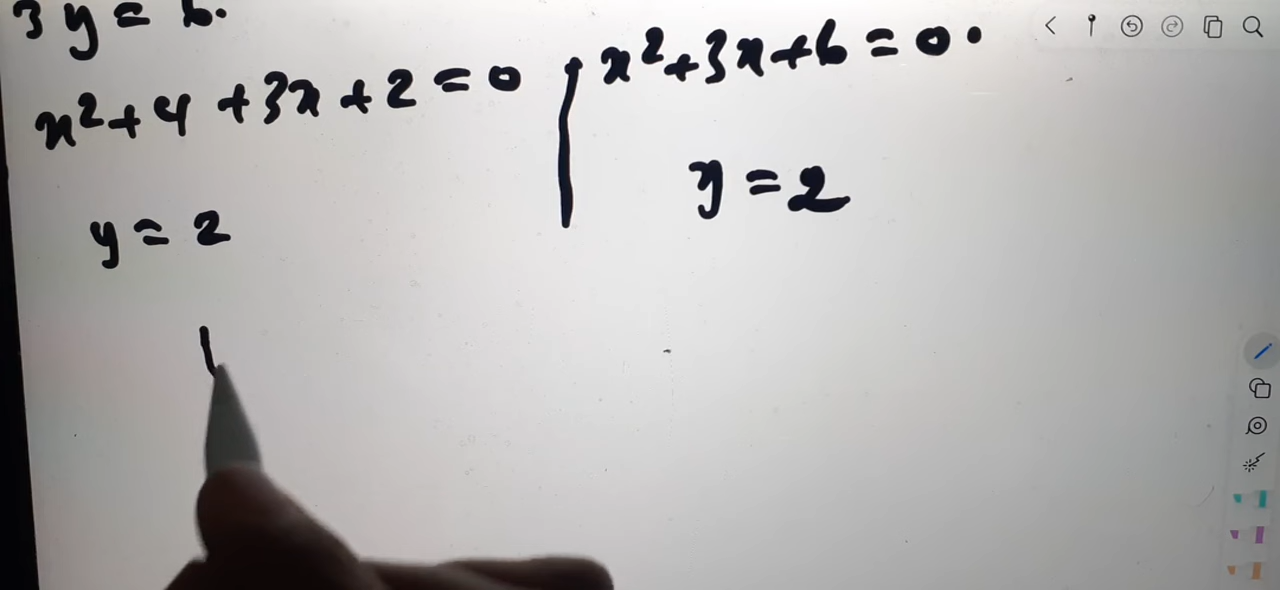 3y = 6.
x² + 4 + 3x + 2 = 0
y = 2
x² + 3x + 6 = 0.
y = 2